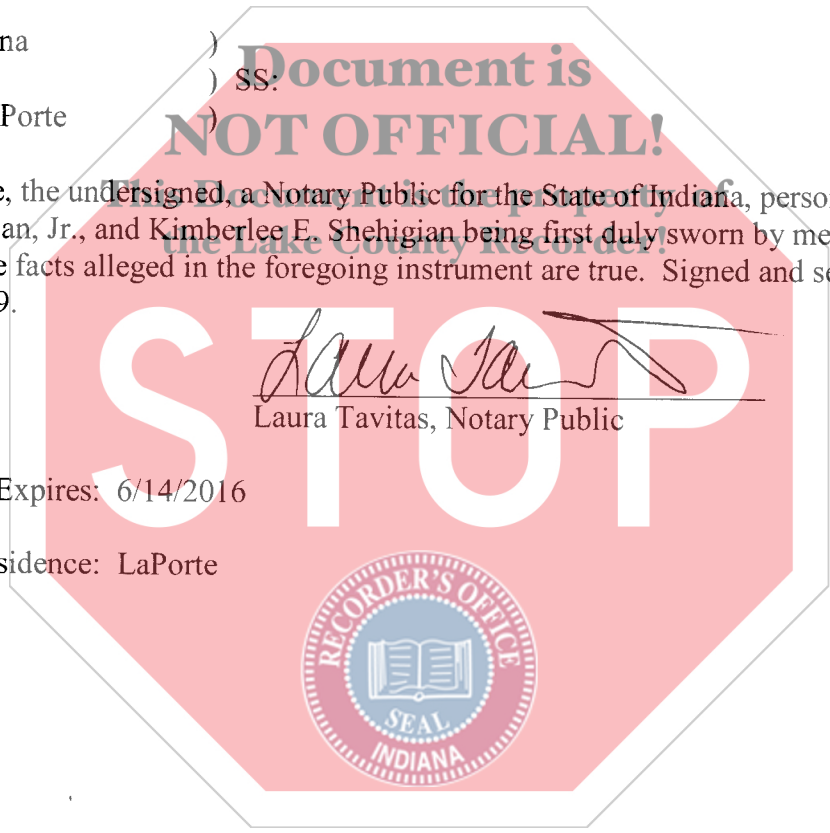 na )
Document is
) SS:
Porte )
NOT OFFICIAL!
e, the undersigned, a Notary Public for the State of Indiana, perso
This Document is the property of
an, Jr., and Kimberlee E. Shehigian being first duly sworn by me
the Lake County Recorder!
e facts alleged in the foregoing instrument are true. Signed and se
9.
STOP
Laura Tavitas, Notary Public
Expires: 6/14/2016
sidence: LaPorte
RECORDER'S OFFICE
SEAL
INDIANA